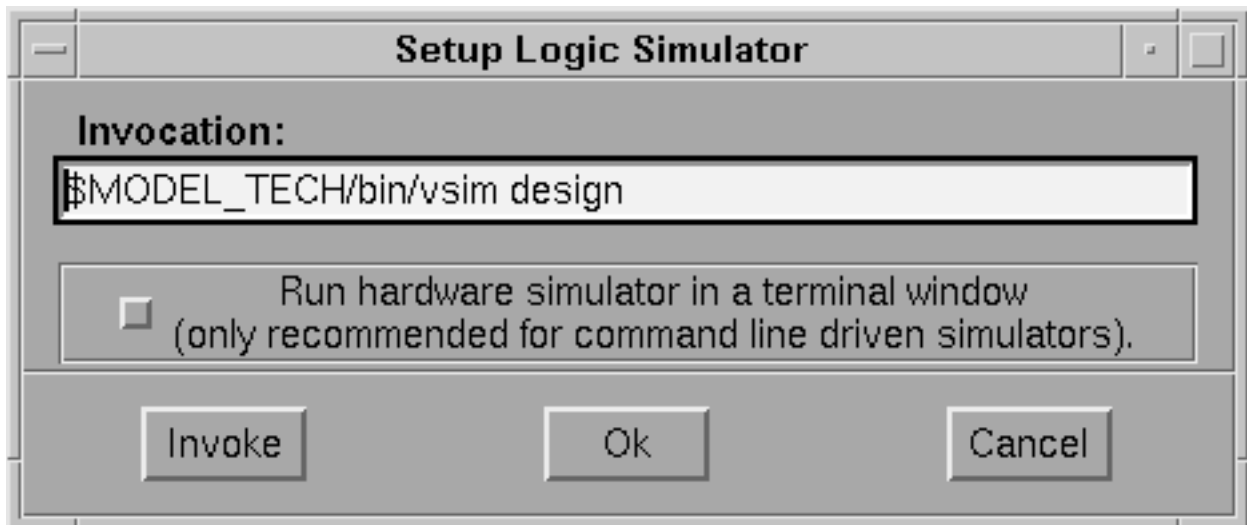 Setup Logic Simulator
Invocation:
$MODEL_TECH/bin/vsim design
Run hardware simulator in a terminal window
(only recommended for command line driven simulators).
Invoke Ok Cancel